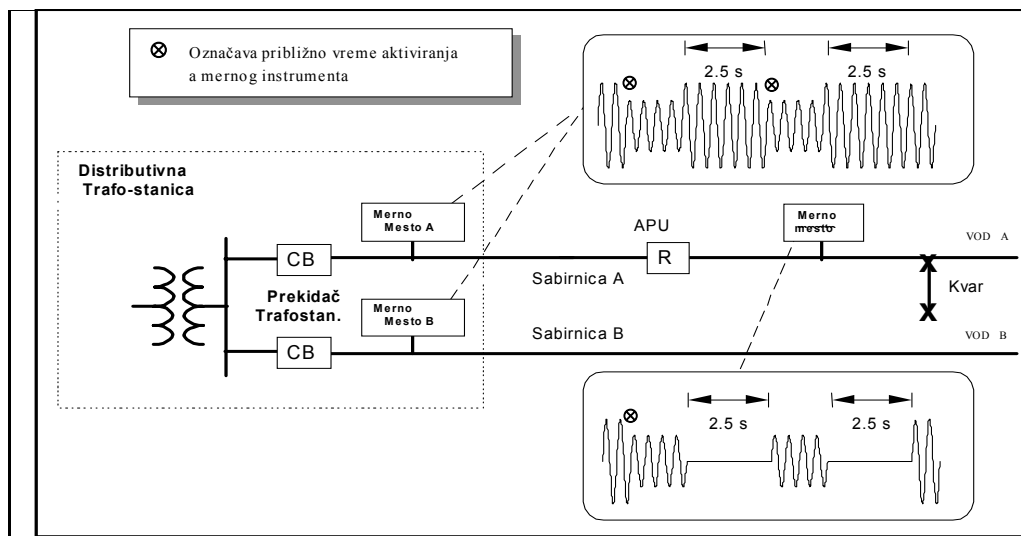 Označava približno vreme aktiviranja
a mernog instrumenta
2.5 s
2.5 s
Distributivna
Trafo-stanica
Merno
Mesto A
Merno
mesto
APU
VOD A
CB
R
Sabirnica A
Prekidač
Trafostan.
Merno
Mesto B
Kvar
X
X
Sabirnica B
VOD B
CB
2.5 s
2.5 s